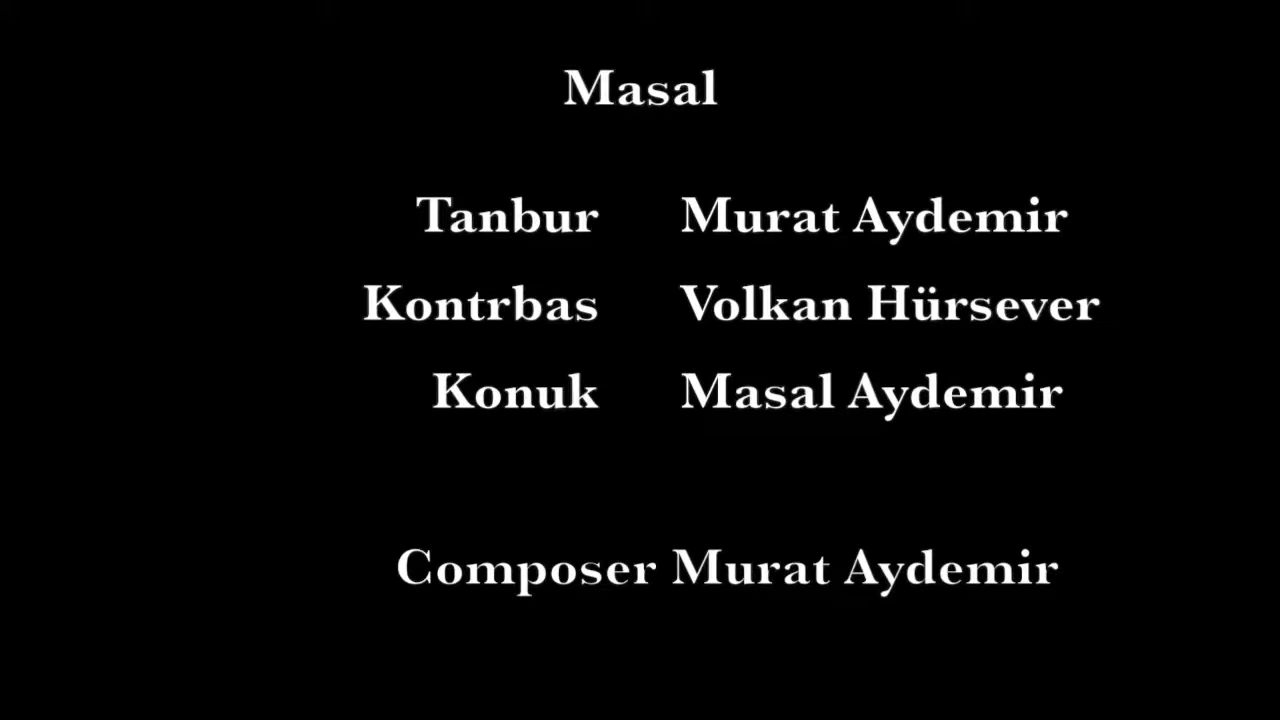 Masal
Tanbur Murat Aydemir
Kontrbas Volkan Hürsever
Konuk Masal Aydemir
Composer Murat Aydemir